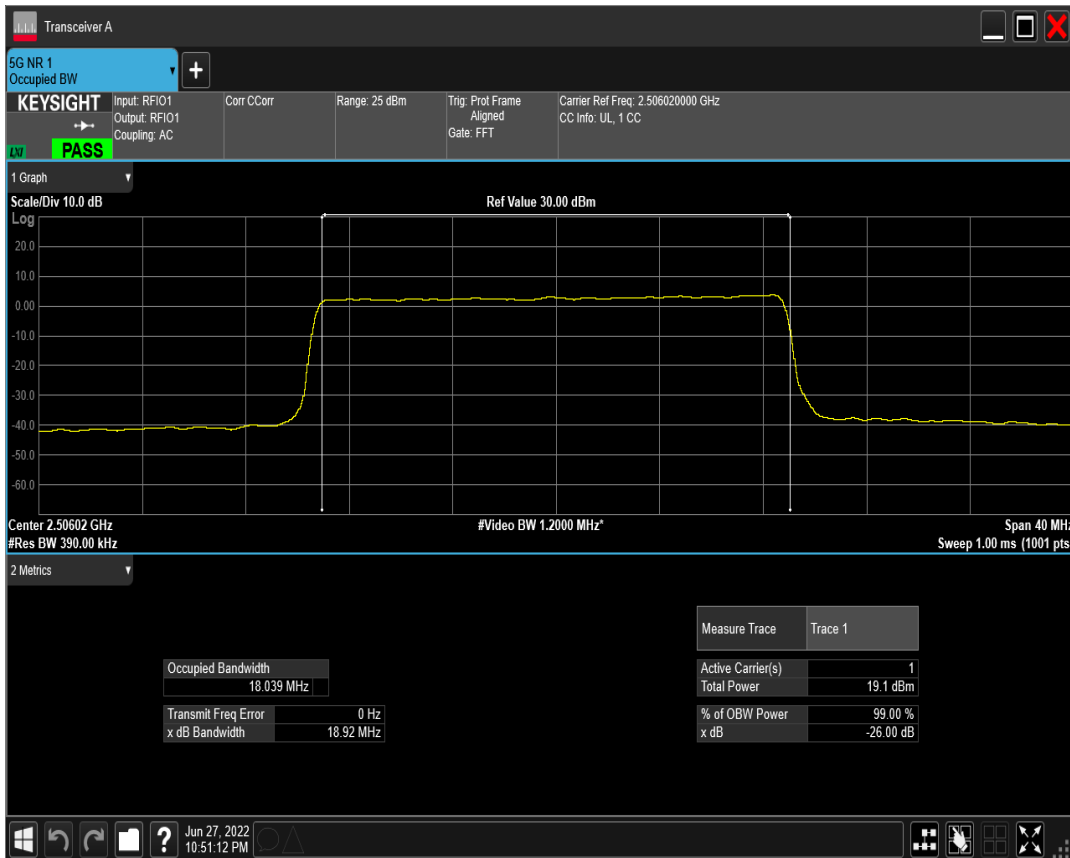 Transceiver A
5G NR 1
Occupied BW
+
KEYSIGHT
LXI
PASS
Input: RFIO1
Output: RFIO1
Coupling: AC
Corr CCorr
Range: 25 dBm
Trig: Prot Frame
Aligned
Gate: FFT
Carrier Ref Freq: 2.506020000 GHz
CC Info: UL, 1 CC
1 Graph
Scale/Div 10.0 dB
Ref Value 30.00 dBm
Log
20.0
10.0
0.00
-10.0
-20.0
-30.0
-40.0
-50.0
-60.0
Center 2.50602 GHz
#Video BW 1.2000 MHz*
Span 40 MHz
#Res BW 390.00 kHz
Sweep 1.00 ms (1001 pts
2 Metrics
Measure Trace Trace 1
Occupied Bandwidth
18.039 MHz
Active Carrier(s) 1
Total Power 19.1 dBm
Transmit Freq Error 0 Hz
x dB Bandwidth 18.92 MHz
% of OBW Power 99.00 %
x dB -26.00 dB
?
Jun 27, 2022
10:51:12 PM